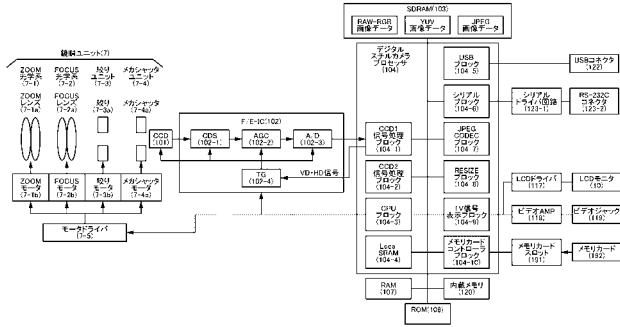 SDRAM(103)
RAW-RGB
画像データ
YUV
画像データ
JPEG
画像データ
鏡胴ユニット(7)
ZOOM
光学系
(7-1)
FOCUS
光学系
(7-2)
絞り
ユニット
(7-3)
メカシャッタ
ユニット
(7-4)
ZOOM
レンズ
(7-1a)
FOCUS
レンズ
(7-2a)
絞り
(7-3a)
メカシャッタ
(7-4a)
ZOOM
モータ
(7-1b)
FOCUS
モータ
(7-2b)
絞り
モータ
(7-3b)
メカシャッタ
モータ
(7-4b)
モータドライバ
(7-5)
CCD
(101)
F/E-IC(102)
CDS
(102-1)
AGC
(102-2)
A/D
(102-3)
TG
(102-4)
VD・HD信号
デジタル
スチルカメラ
プロセッサ
(104)
CCD1
信号処理
ブロック
(104-1)
CCD2
信号処理
ブロック
(104-2)
CPU
ブロック
(104-3)
Local
SRAM
(104-4)
USB
ブロック
(104-5)
シリアル
ブロック
(104-6)
JPEG
CODEC
ブロック
(104-7)
RESIZE
ブロック
(104-8)
TV信号
表示ブロック
(104-9)
メモリカード
コントローラ
ブロック
(104-10)
USBコネクタ
(122)
シリアル
ドライバ回路
(123-1)
RS-232C
コネクタ
(123-2)
LCDドライバ
(117)
LCDモニタ
(10)
ビデオAMP
(118)
ビデオジャック
(119)
メモリカード
スロット
(191)
メモリカード
(192)
RAM
(107)
内蔵メモリ
(120)
ROM(108)